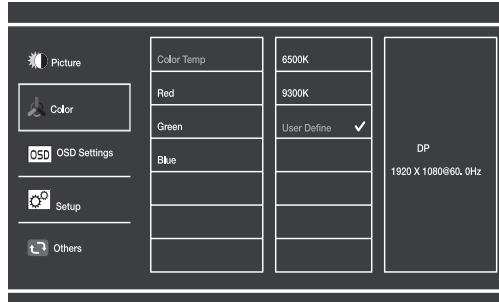 Picture
Color
OSD OSD Settings
Setup
Others
Color Temp
Red
Green
Blue
6500K
9300K
User Define
DP
1920 X 1080@60. 0Hz